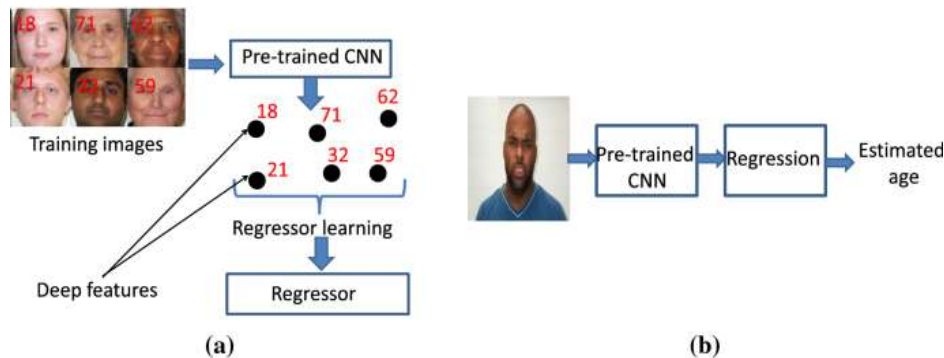 18 71 62
21 32 59
Training images
Pre-trained CNN
18 71 62
21 32 59
Regressor learning
Deep features
Regressor
(a)
Pre-trained
CNN
Regression
Estimated
age
(b)